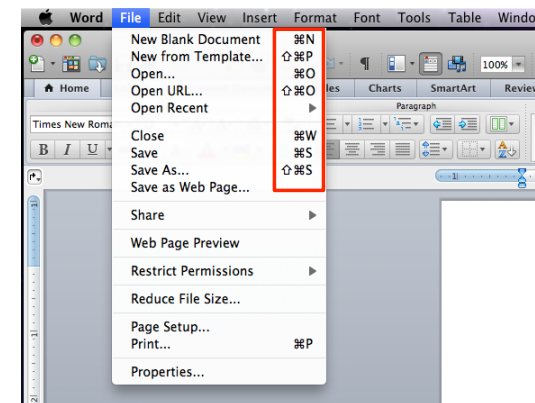 Word File Edit View Insert Format Font Tools Table Windo
New Blank Document ⌘N
New from Template... ⇧⌘P
Open... ⌘O
Open URL... ⇧⌘O
Open Recent ▶
Close ⌘W
Save ⌘S
Save As... ⇧⌘S
Save as Web Page...
Share ▶
Web Page Preview
Restrict Permissions ▶
Reduce File Size...
Page Setup...
Print... ⌘P
Properties...
100%
Home les Charts SmartArt Review
Paragraph
Times New Roma
B I U